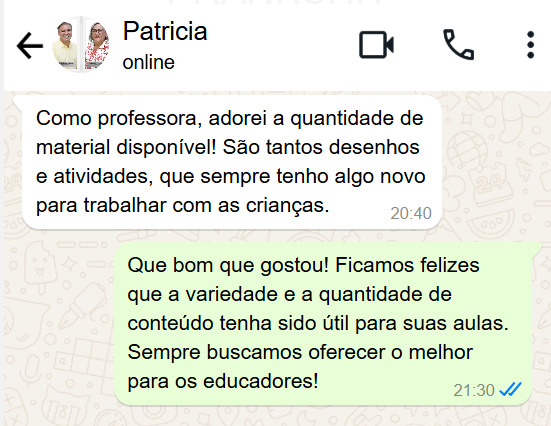 Patricia
online
Como professora, adorei a quantidade de
material disponível! São tantos desenhos
e atividades, que sempre tenho algo novo
para trabalhar com as crianças.
20:40
Que bom que gostou! Ficamos felizes
que a variedade e a quantidade de
conteúdo tenha sido útil para suas aulas.
Sempre buscamos oferecer o melhor
para os educadores!
21:30